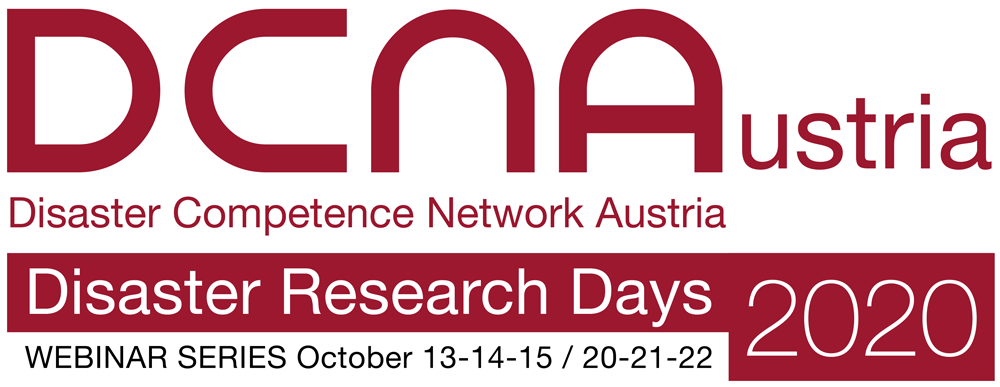 DCNAustria
Disaster Competence Network Austria
Disaster Research Days 2020
WEBINAR SERIES October 13-14-15 / 20-21-22